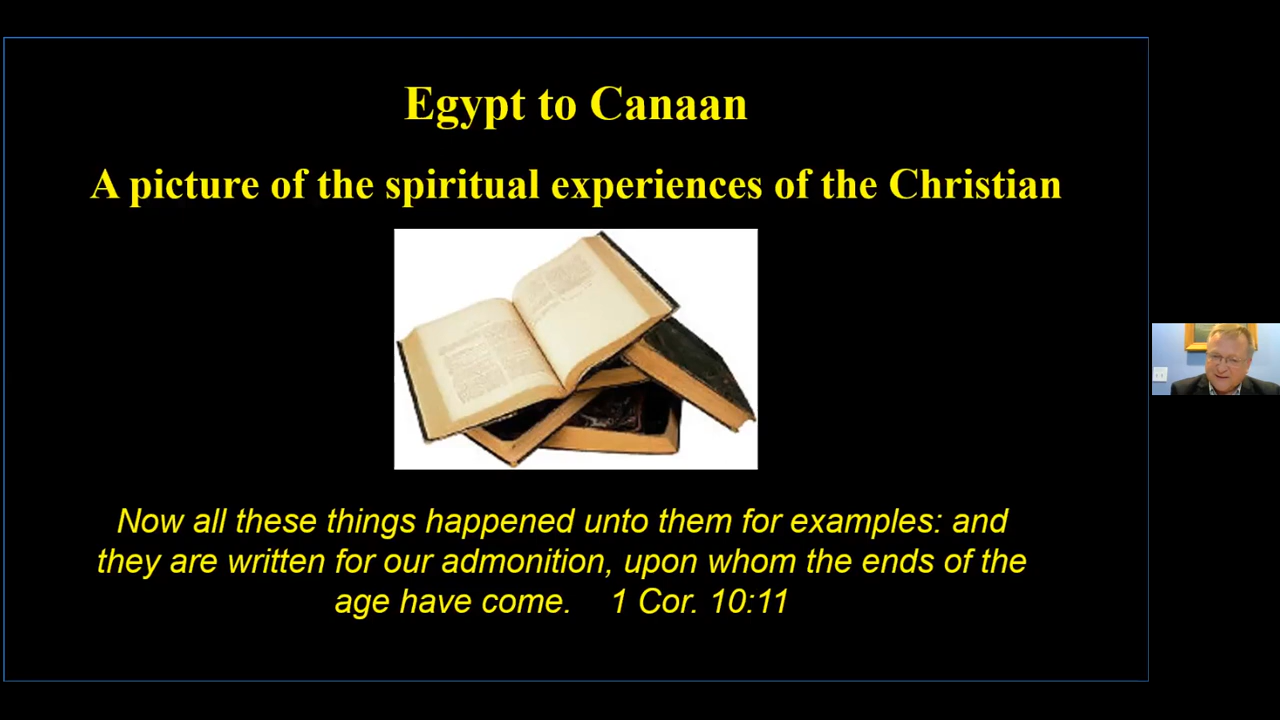 Egypt to Canaan
A picture of the spiritual experiences of the Christian
Now all these things happened unto them for examples: and
they are written for our admonition, upon whom the ends of the
age have come. 1 Cor. 10:11